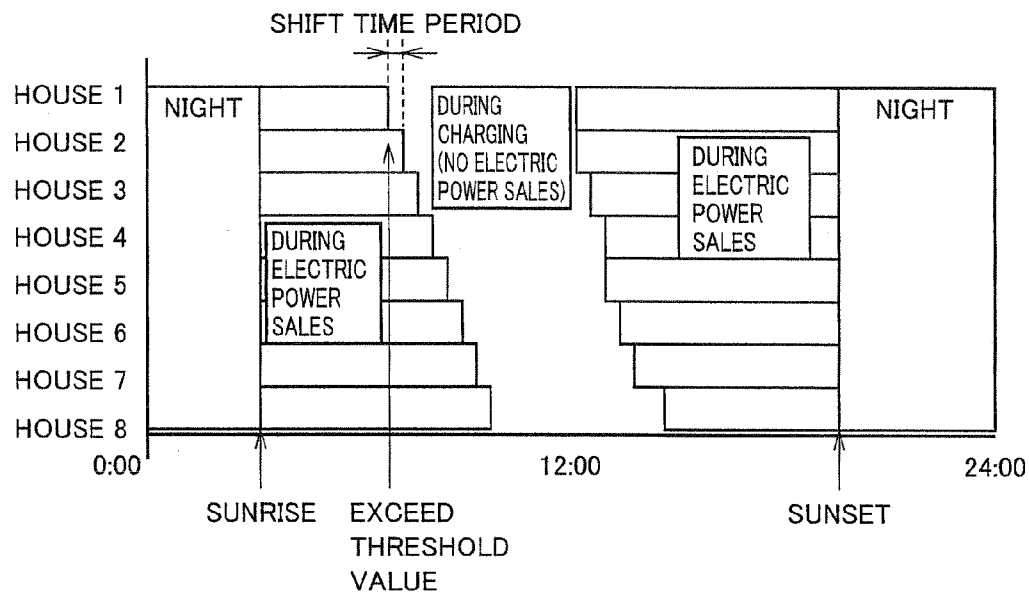 SHIFT TIME PERIOD
HOUSE 1
HOUSE 2
HOUSE 3
HOUSE 4
HOUSE 5
HOUSE 6
HOUSE 7
HOUSE 8
NIGHT
DURING
CHARGING
(NO ELECTRIC
POWER SALES)
NIGHT
DURING
ELECTRIC
POWER
SALES
DURING
ELECTRIC
POWER
SALES
0:00
12:00
24:00
SUNRISE
EXCEED
THRESHOLD
VALUE
SUNSET